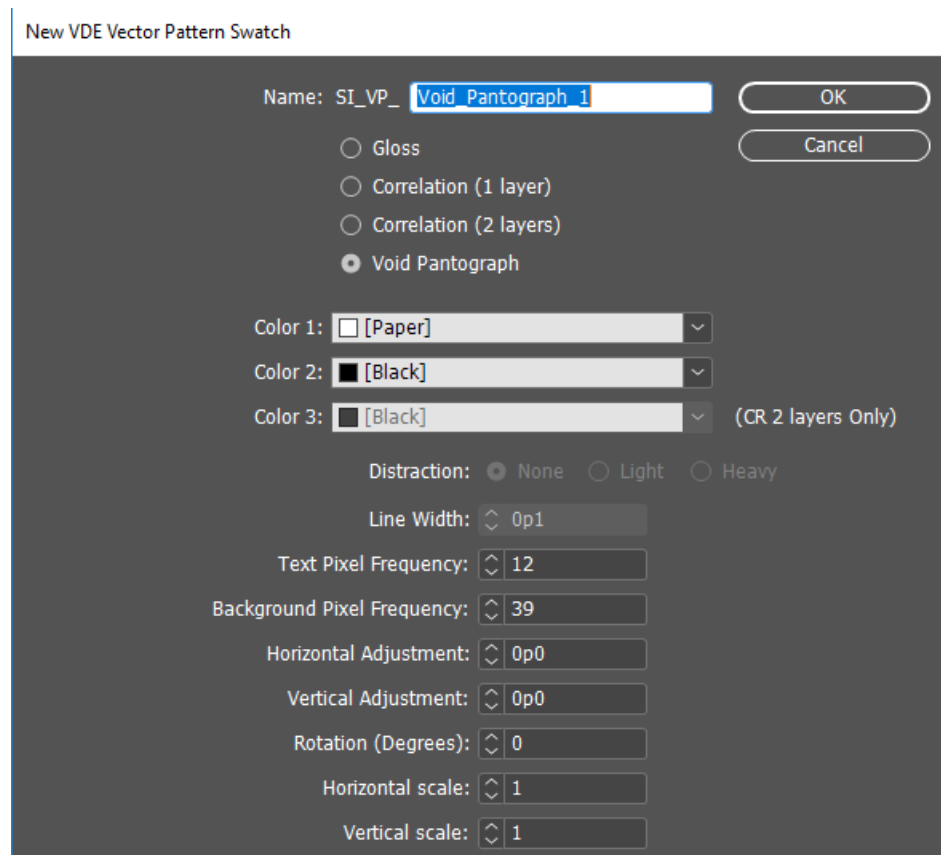 New VDE Vector Pattern Swatch
Name: SI_VP_ Void_Pantograph_1 OK
Gloss Cancel
Correlation (1 layer)
Correlation (2 layers)
Void Pantograph
Color 1: [Paper]
Color 2: [Black]
Color 3: [Black] (CR 2 layers Only)
Distraction: None Light Heavy
Line Width: 0p1
Text Pixel Frequency: 12
Background Pixel Frequency: 39
Horizontal Adjustment: 0p0
Vertical Adjustment: 0p0
Rotation (Degrees): 0
Horizontal scale: 1
Vertical scale: 1